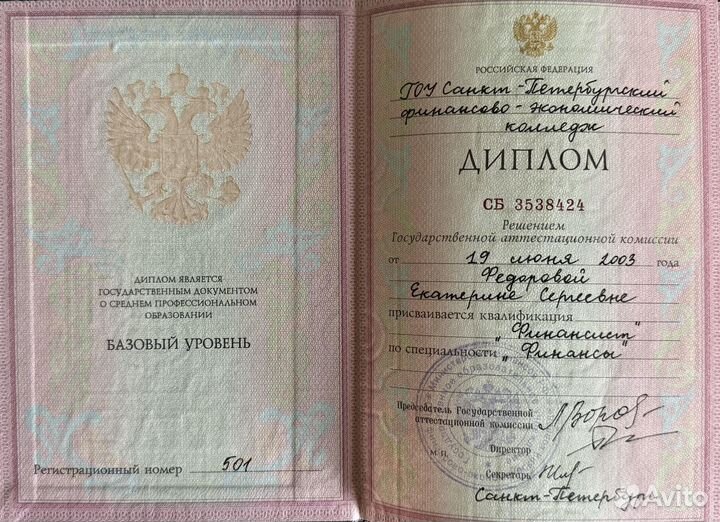 ДИПЛОМ ЯВЛЯЕТСЯ
ГОСУДАРСТВЕННЫМ ДОКУМЕНТОМ
О СРЕДНЕМ ПРОФЕССИОНАЛЬНОМ
ОБРАЗОВАНИИ
БАЗОВЫЙ УРОВЕНЬ
Регистрационный номер 501
РОССИЙСКАЯ ФЕДЕРАЦИЯ
ГОУ Санкт-Петербургский
финансово-экономический
колледж
ДИПЛОМ
СБ 3538424
Решением
Государственной аттестационной комиссии
от 19 июня 2003 года
Федоровой
Екатерине Сергеевне
присваивается квалификация
"Финансист"
по специальности "Финансы"
Председатель Государственной
аттестационной комиссии
Директор
М.П.
Секретарь
Санкт-Петербург
Avito